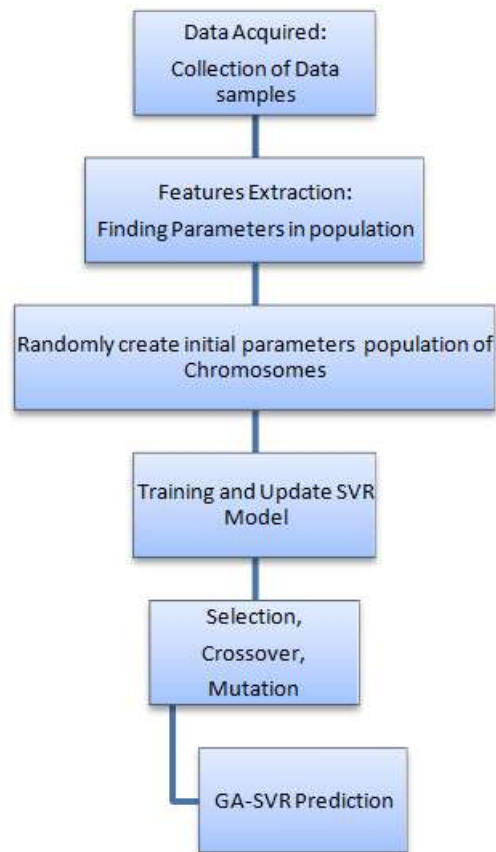 Data Acquired:
Collection of Data
samples
Features Extraction:
Finding Parameters in population
Randomly create initial parameters population of
Chromosomes
Training and Update SVR
Model
Selection,
Crossover,
Mutation
GA-SVR Prediction